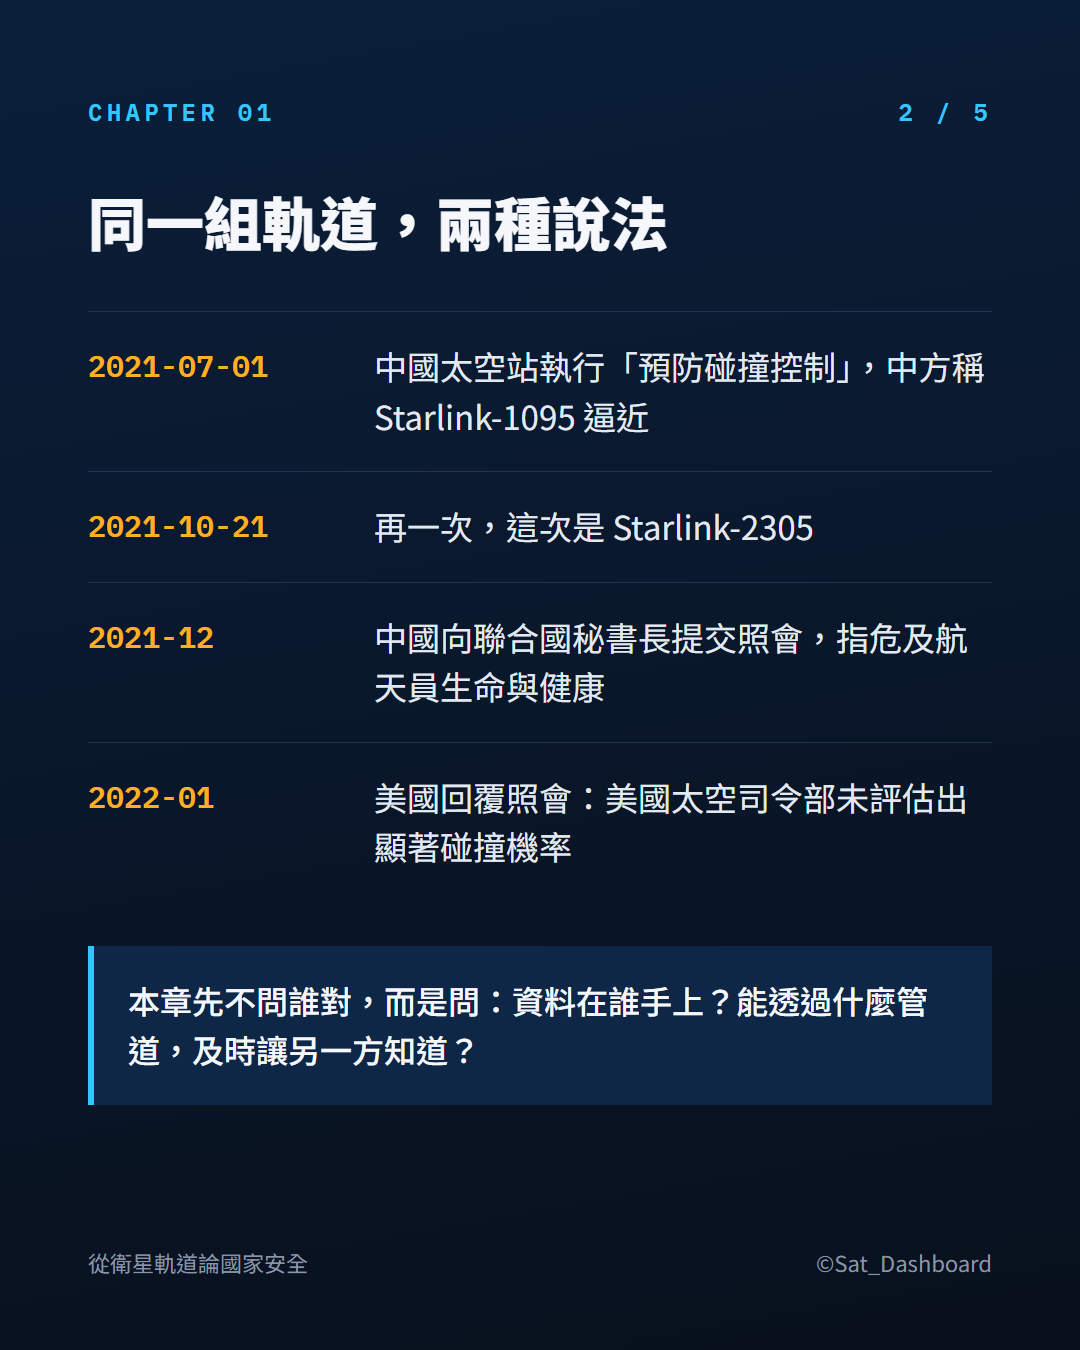 CHAPTER 01
2 / 5
同一組軌道，兩種說法
2021-07-01
中國太空站執行「預防碰撞控制」，中方稱
Starlink-1095 逼近
2021-10-21
再一次，這次是 Starlink-2305
2021-12
中國向聯合國秘書長提交照會，指危及航
天員生命與健康
2022-01
美國回覆照會：美國太空司令部未評估出
顯著碰撞機率
本章先不問誰對，而是問：資料在誰手上？能透過什麼管
道，及時讓另一方知道？
從衛星軌道論國家安全
©Sat_Dashboard